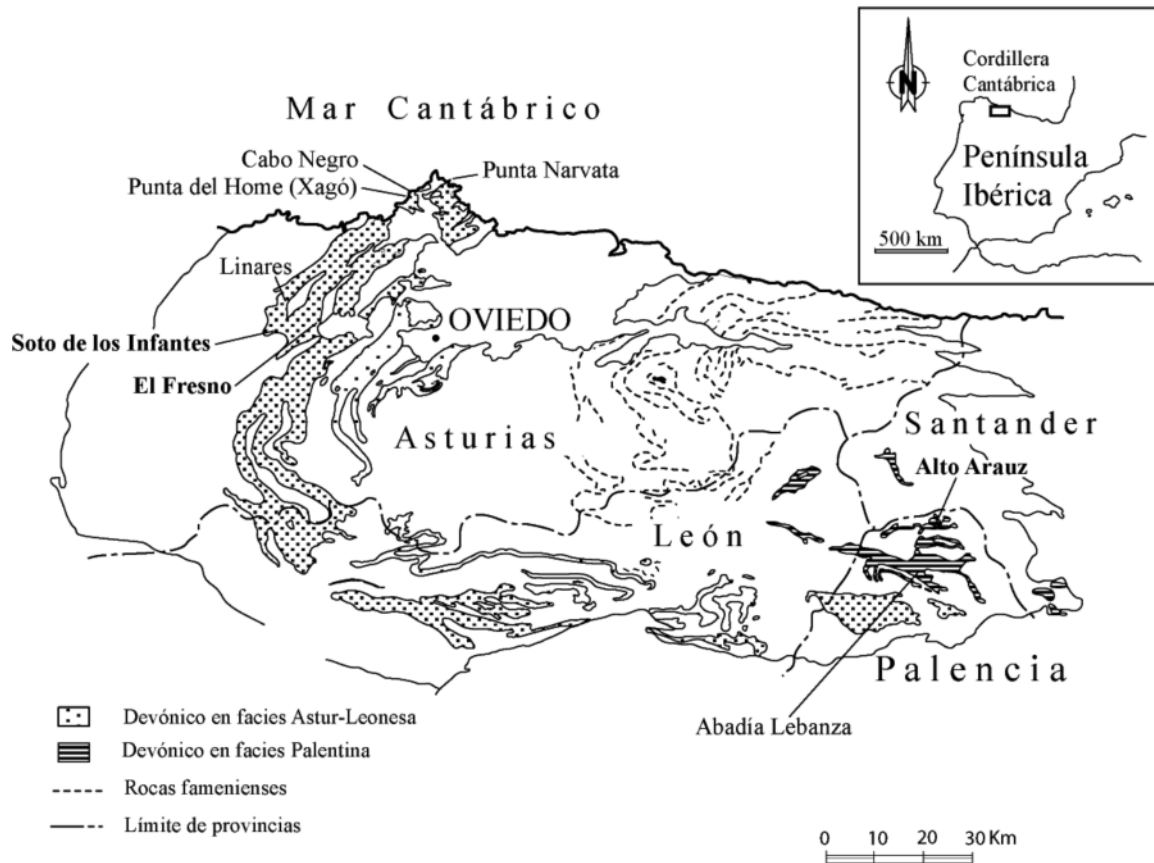 Mar Cantábrico
Cabo Negro
Punta del Home (Xagó)
Punta Narvata
Linares
Soto de los Infantes
El Fresno
OVIEDO
Asturias
Santander
Alto Arauz
León
Palencia
Abadía Lebanza
N
Cordillera
Cantábrica
Península
Ibérica
500 km
Devónico en facies Astur-Leonesa
Devónico en facies Palentina
Rocas famenienses
Límite de provincias
0 10 20 30 Km